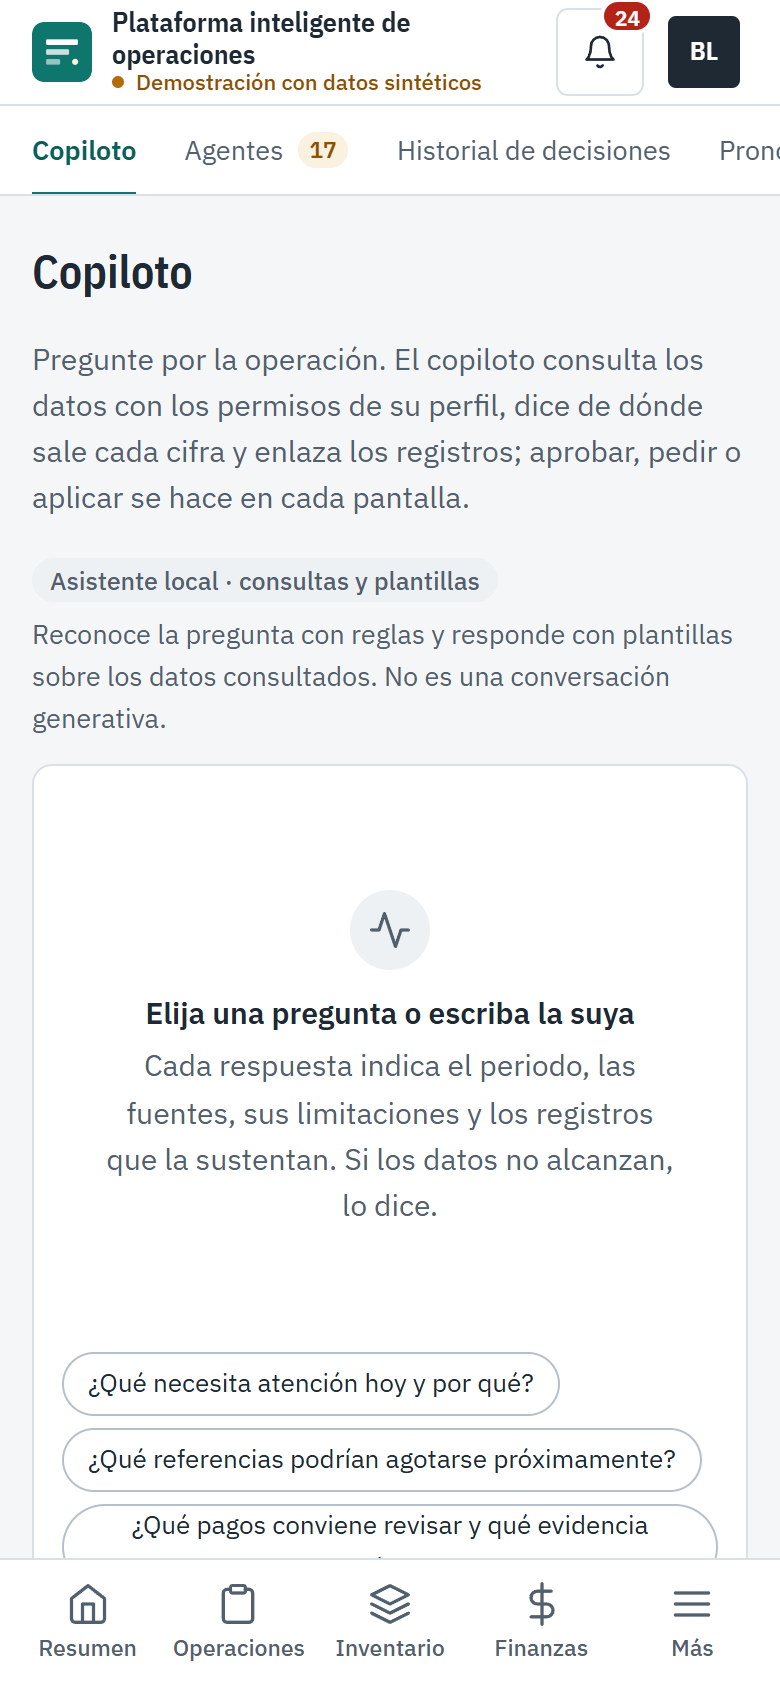 Plataforma inteligente de
operaciones
Demostración con datos sintéticos
24
BL
Copiloto
Agentes 17
Historial de decisiones
Copiloto
Pregunte por la operación. El copiloto consulta los
datos con los permisos de su perfil, dice de dónde
sale cada cifra y enlaza los registros; aprobar, pedir o
aplicar se hace en cada pantalla.
Asistente local · consultas y plantillas
Reconoce la pregunta con reglas y responde con plantillas
sobre los datos consultados. No es una conversación
generativa.
Elija una pregunta o escriba la suya
Cada respuesta indica el periodo, las
fuentes, sus limitaciones y los registros
que la sustentan. Si los datos no alcanzan,
lo dice.
¿Qué necesita atención hoy y por qué?
¿Qué referencias podrían agotarse próximamente?
¿Qué pagos conviene revisar y qué evidencia
Resumen
Operaciones
Inventario
Finanzas
Más